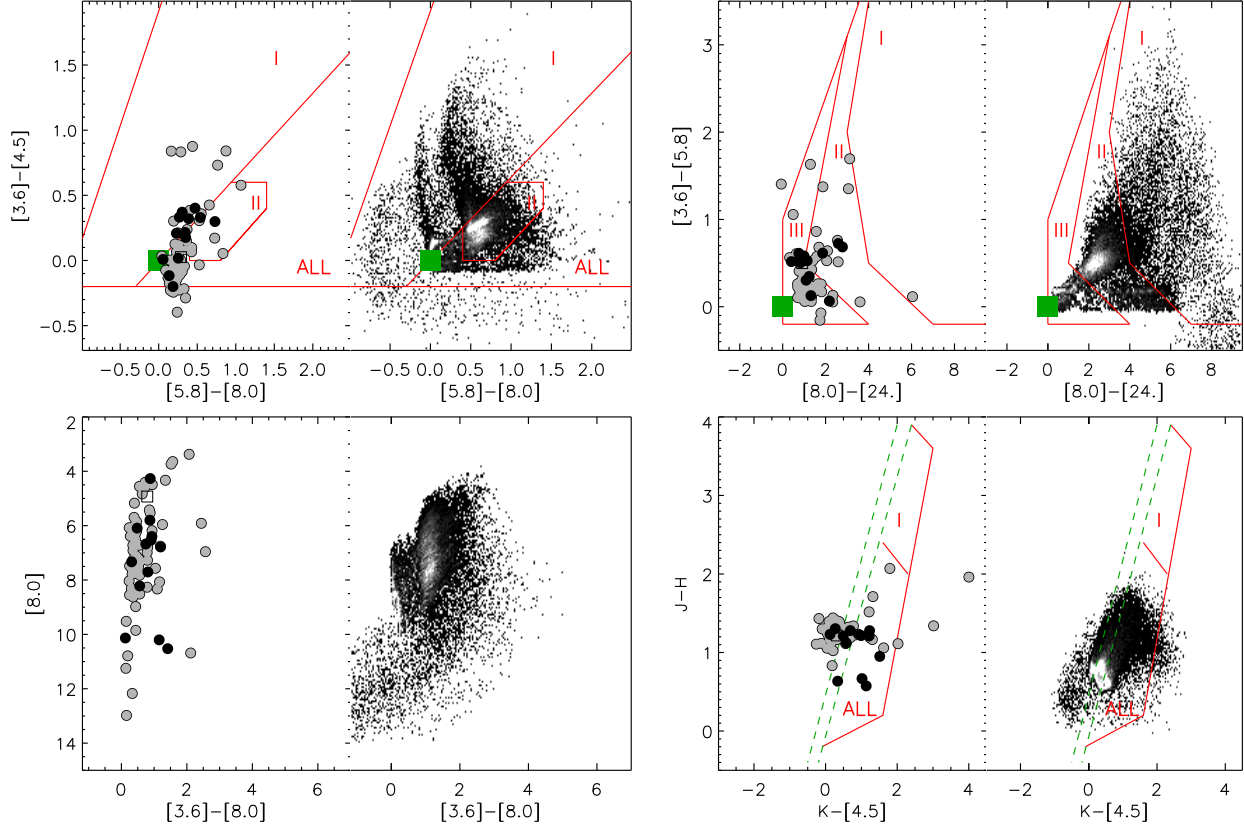 1.5
1.0
0.5
0.0
−0.5
[3.6]−[4.5]
I
II
ALL
I
II
ALL
−0.5 0.0 0.5 1.0 1.5 2.0
−0.5 0.0 0.5 1.0 1.5 2.0
[5.8]−[8.0]
[5.8]−[8.0]
3
2
1
0
[3.6]−[5.8]
I
II
III
I
II
III
−2 0 2 4 6 8
−2 0 2 4 6 8
[8.0]−[24.]
[8.0]−[24.]
2
4
6
8
10
12
14
[8.0]
0 2 4 6
0 2 4 6
[3.6]−[8.0]
[3.6]−[8.0]
4
3
2
1
0
J−H
I
ALL
I
ALL
−2 0 2 4
−2 0 2 4
K−[4.5]
K−[4.5]